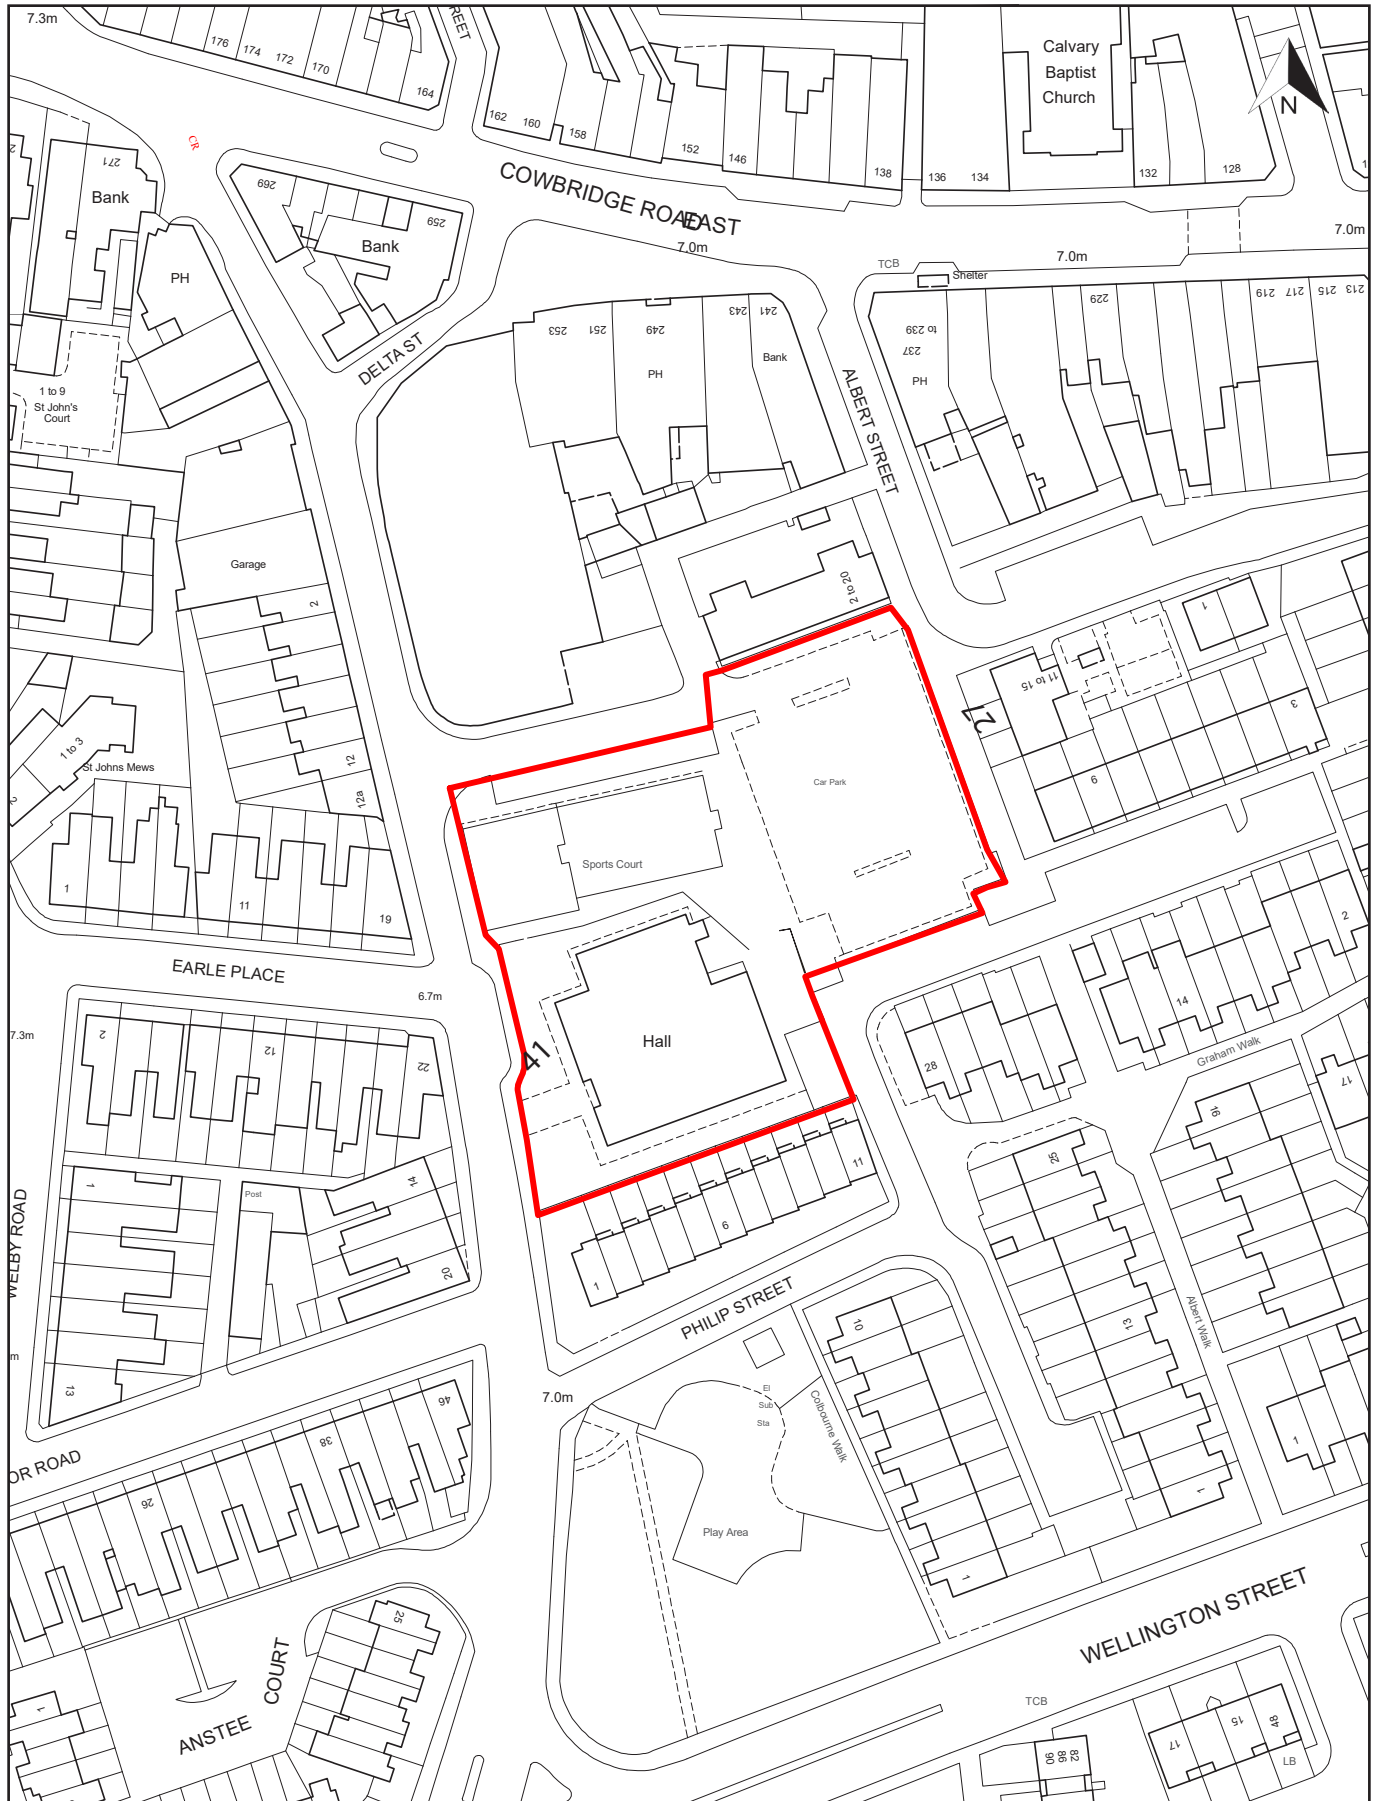 7.3m
REET
176
174
172
170
164
162
160
158
152
146
138
136
134
132
128
Calvary
Baptist
Church
N
CR
271
Bank
269
259
Bank
COWBRIDGE ROAD
EAST
7.0m
7.0m
7.0m
TCB
Shelter
PH
DELTA ST
253
251
249
243
241
PH
Bank
ALBERT STREET
237
to 239
PH
229
219
217
215
213
1 to 9
St John's
Court
Garage
2
12
12a
2 to 20
27
11 to 15
1
3
9
Car Park
Sports Court
1 to 3
St Johns Mews
2
1
11
19
EARLE PLACE
6.7m
7.3m
2
12
22
41
Hall
28
14
2
Graham Walk
17
16
25
13
1
Albert Walk
1
WELBY ROAD
1
13
Post
14
20
1
6
11
PHILIP STREET
7.0m
El
Sub
Sta
Colbourne Walk
10
1
Play Area
OR ROAD
26
38
46
ANSTEE
COURT
25
1
WELLINGTON STREET
TCB
90
86
82
17
15
48
LB